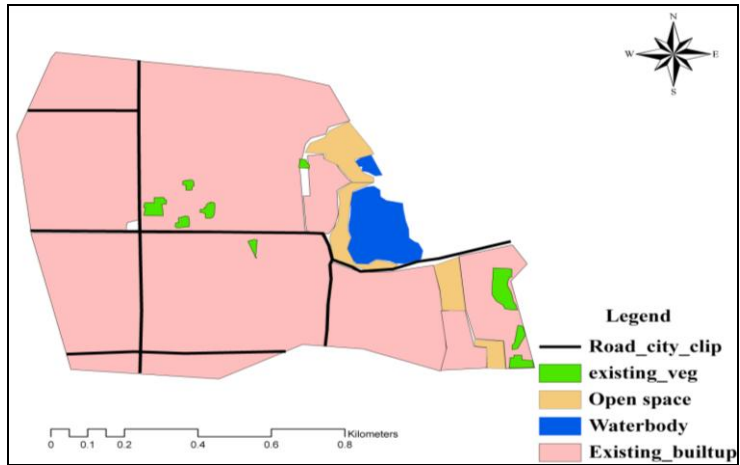 N
W E
S
Legend
Road_city_clip
existing_veg
Open space
Waterbody
Existing_builtup
Kilometers
0 0.1 0.2 0.4 0.6 0.8